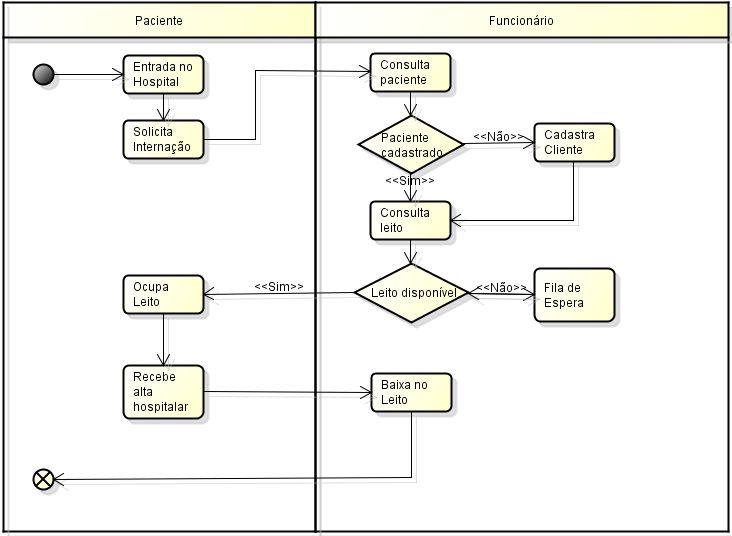 Paciente
Funcionário
Entrada no
Hospital
Solicita
Internação
Consulta
paciente
Paciente
cadastrado
<<Não>>
Cadastra
Cliente
<<Sim>>
Consulta
leito
Leito disponível
<<Não>>
Fila de
Espera
<<Sim>>
Ocupa
Leito
Recebe
alta
hospitalar
Baixa no
Leito